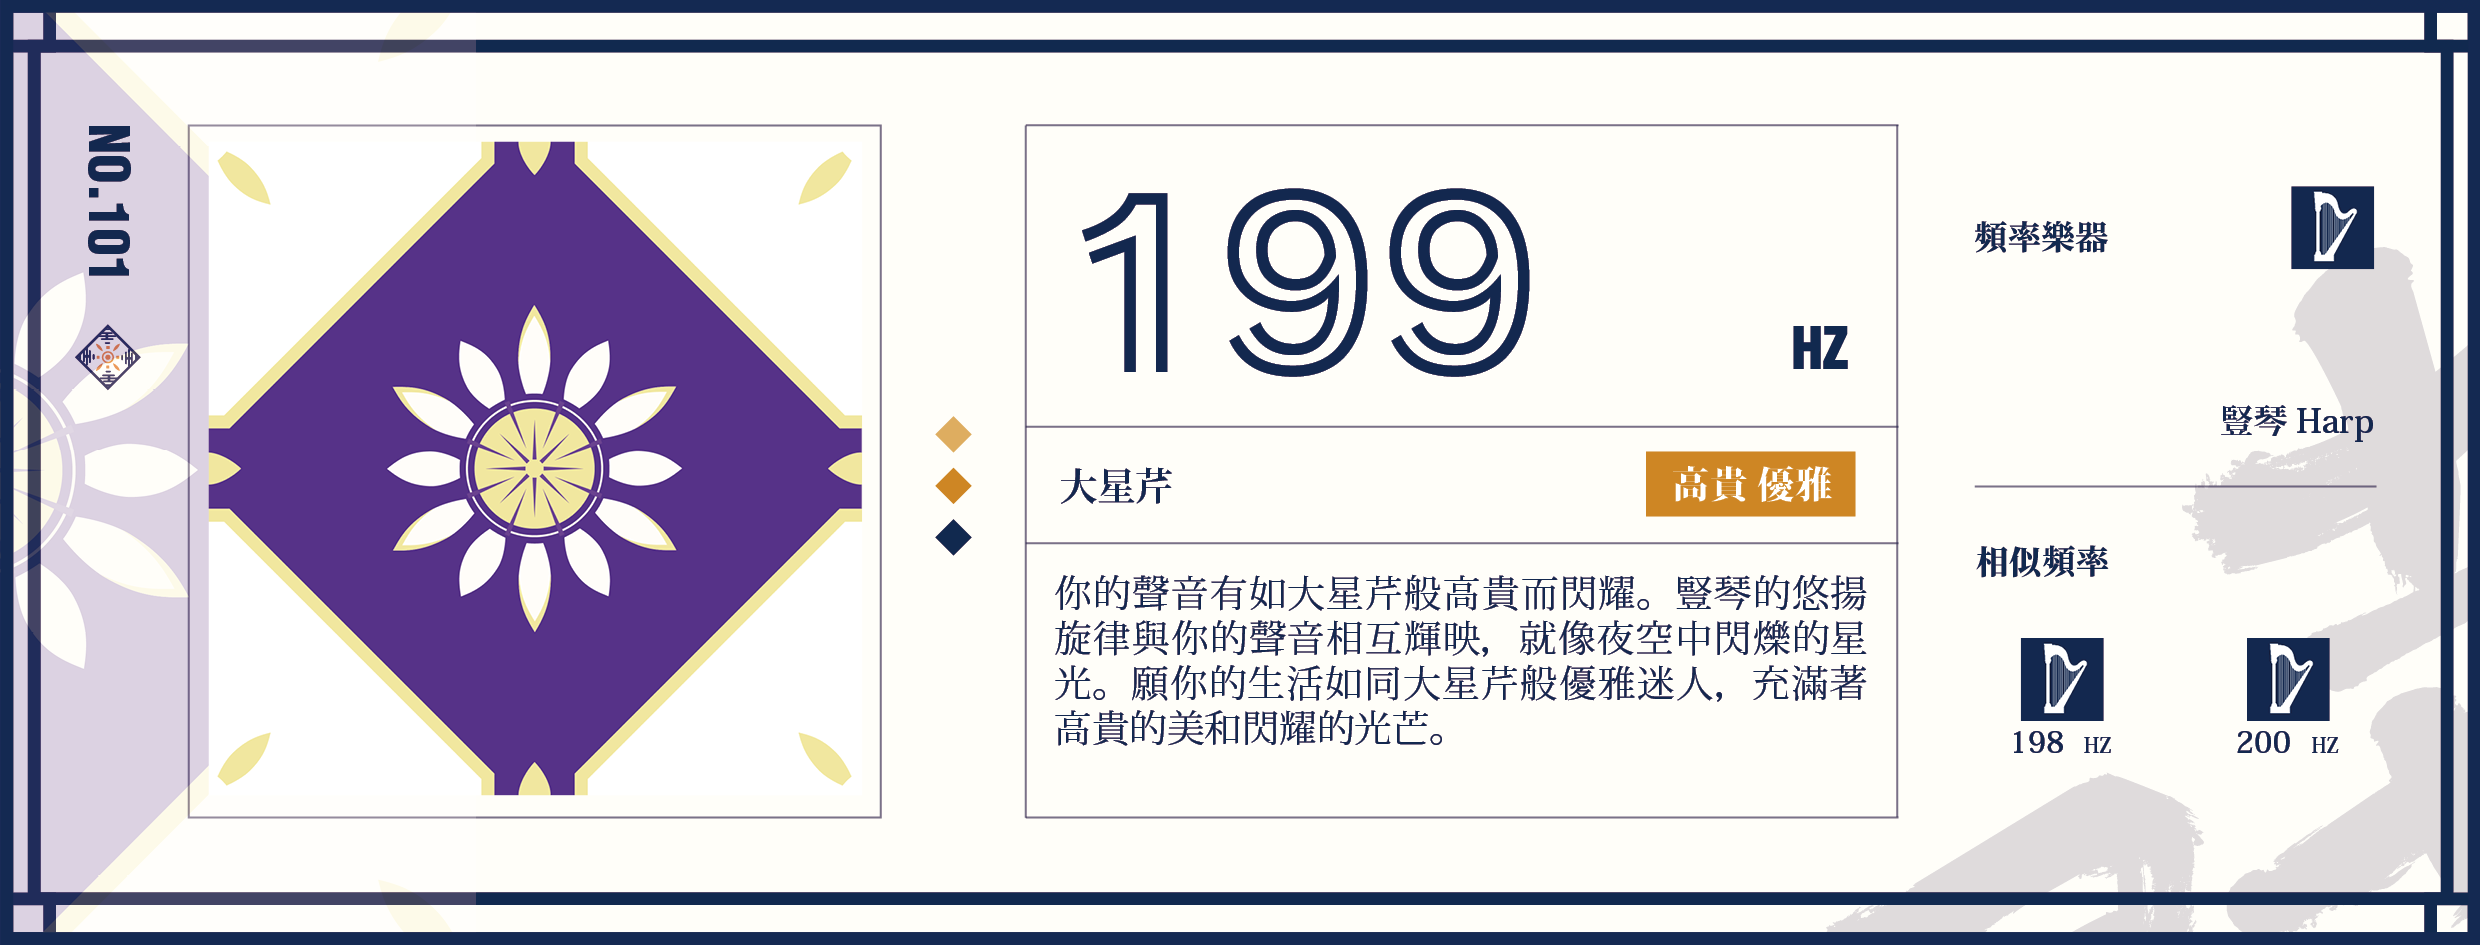 NO.101
199
HZ
大星芹
高貴 優雅
你的聲音有如大星芹般高貴而閃耀。豎琴的悠揚
旋律與你的聲音相互輝映，就像夜空中閃爍的星
光。願你的生活如同大星芹般優雅迷人，充滿著
高貴的美和閃耀的光芒。
頻率樂器
豎琴 Harp
相似頻率
198 HZ
200 HZ